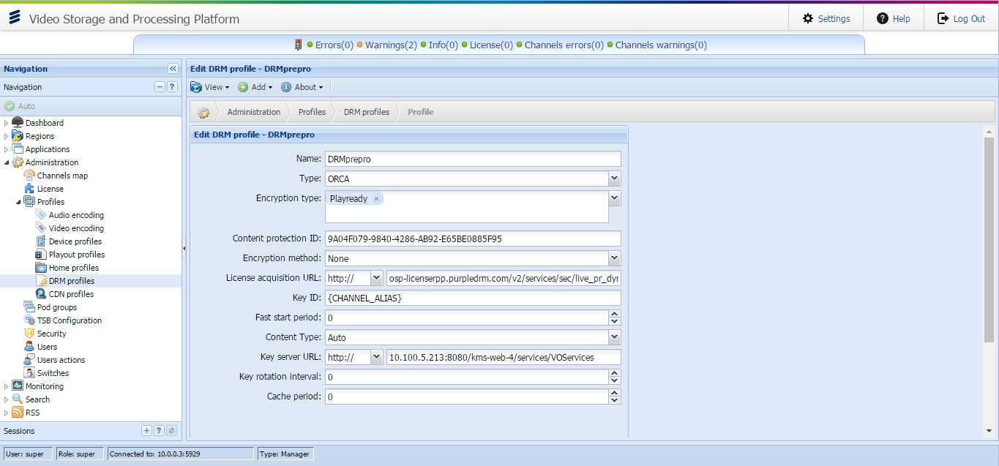 Video Storage and Processing Platform
Settings
Help
Log Out
Errors(0) Warnings(2) Info(0) License(0) Channels errors(0) Channels warnings(0)
Navigation
Navigation
Auto
Dashboard
Regions
Applications
Administration
Channels map
License
Profiles
Audio encoding
Video encoding
Device profiles
Playout profiles
Home profiles
DRM profiles
CDN profiles
Pod groups
TSB Configuration
Security
Users
Users actions
Switches
Monitoring
Search
RSS
Sessions
Edit DRM profile - DRMprepro
View Add About
Administration Profiles DRM profiles Profile
Edit DRM profile - DRMprepro
Name: DRMprepro
Type: ORCA
Encryption type: Playready
Content protection ID: 9A04F079-9840-4286-AB92-E65BE0885F95
Encryption method: None
License acquisition URL: http:// osp-licenserpp.purpledrm.com/v2/services/sec/live_pr_dyr
Key ID: {CHANNEL_ALIAS}
Fast start period: 0
Content Type: Auto
Key server URL: http:// 10.100.5.213:8080/kms-web-4/services/VOServices
Key rotation interval: 0
Cache period: 0
User: super Role: super Connected to: 10.0.0.3:5929 Type: Manager